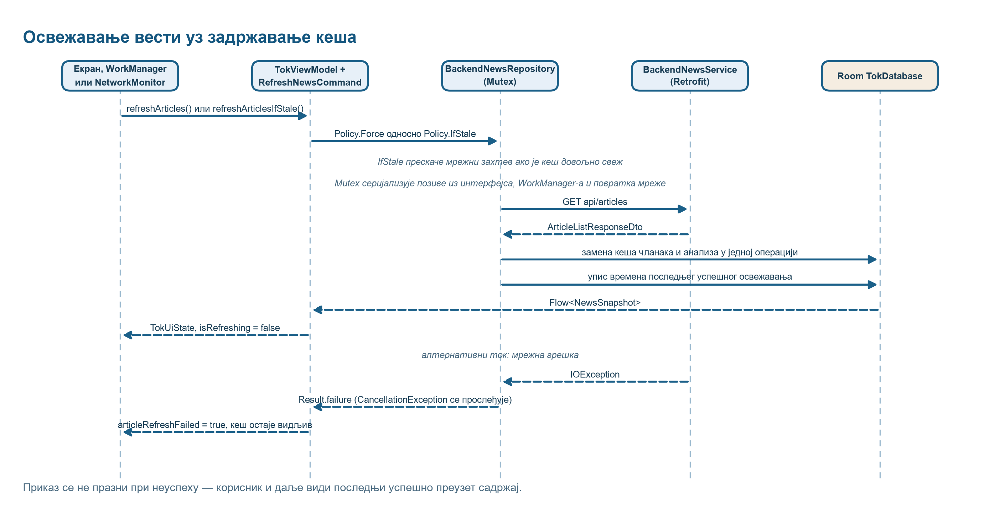 Освежавање вести уз задржавање кеша
Екран, WorkManager
или NetworkMonitor
TokViewModel +
RefreshNewsCommand
BackendNewsRepository
(Mutex)
BackendNewsService
(Retrofit)
Room TokDatabase
refreshArticles() или refreshArticlesIfStale()
Policy.Force односно Policy.IfStale
IfStale прескаче мрежни захтев ако је кеш довољно свеж
Mutex серијализује позиве из интерфејса, WorkManager-а и повратка мреже
GET api/articles
ArticleListResponseDto
замена кеша чланака и анализа у једној операцији
упис времена последњег успешног освежавања
Flow<NewsSnapshot>
TokUiState, isRefreshing = false
алтернативни ток: мрежна грешка
IOException
Result.failure (CancellationException се прослеђује)
articleRefreshFailed = true, кеш остаје видљив
Приказ се не празни при неуспеху — корисник и даље види последњи успешно преузет садржај.